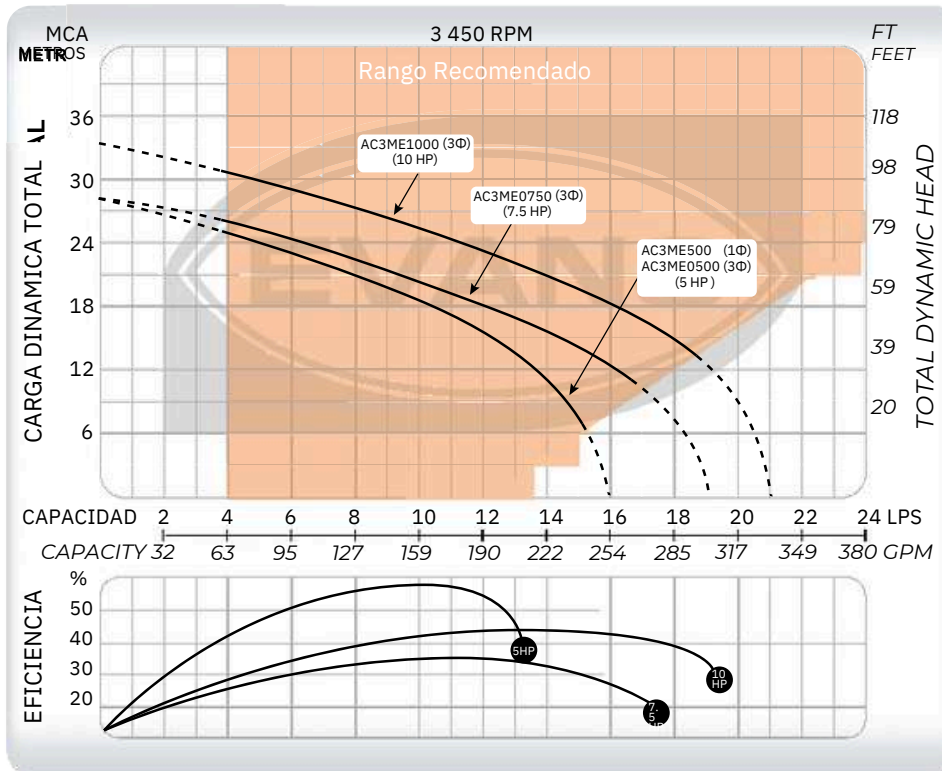 MCA
METROS
3 450 RPM
FT
FEET
Rango Recomendado
CARGA DINAMICA TOTAL
TOTAL DYNAMIC HEAD
36
30
24
18
12
6
118
98
79
59
39
20
AC3ME1000 (3Φ)
(10 HP)
AC3ME0750 (3Φ)
(7.5 HP)
AC3ME500 (1Φ)
AC3ME0500 (3Φ)
(5 HP )
EVAN
CAPACIDAD 2 4 6 8 10 12 14 16 18 20 22 24 LPS
CAPACITY 32 63 95 127 159 190 222 254 285 317 349 380 GPM
EFICIENCIA
%
50
40
30
20
5HP
10
HP
7.
5